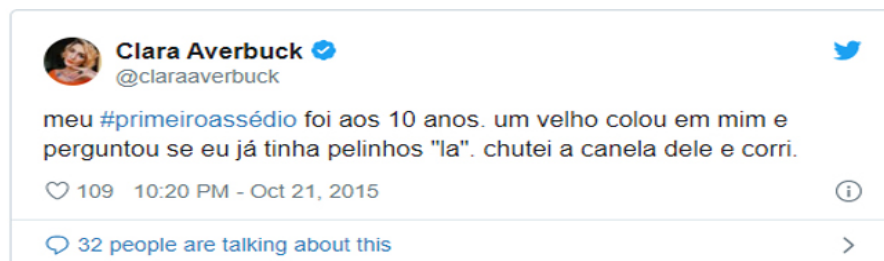 Clara Averbuck
@claraaverbuck
meu #primeiroassédio foi aos 10 anos. um velho colou em mim e
perguntou se eu já tinha pelinhos "la". chutei a canela dele e corri.
109 10:20 PM - Oct 21, 2015
32 people are talking about this